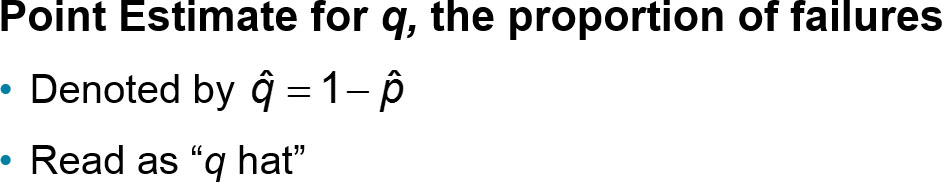 Point Estimate for q, the proportion of failures
• Denoted by q̂ = 1 – p̂
• Read as “q hat”